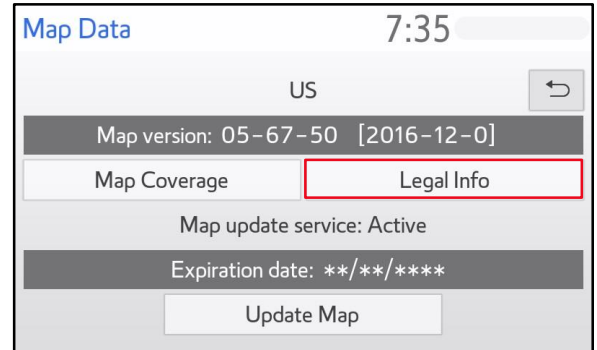 Map Data 7:35
US
Map version: 05-67-50 [2016-12-0]
Map Coverage Legal Info
Map update service: Active
Expiration date: **/**/****
Update Map